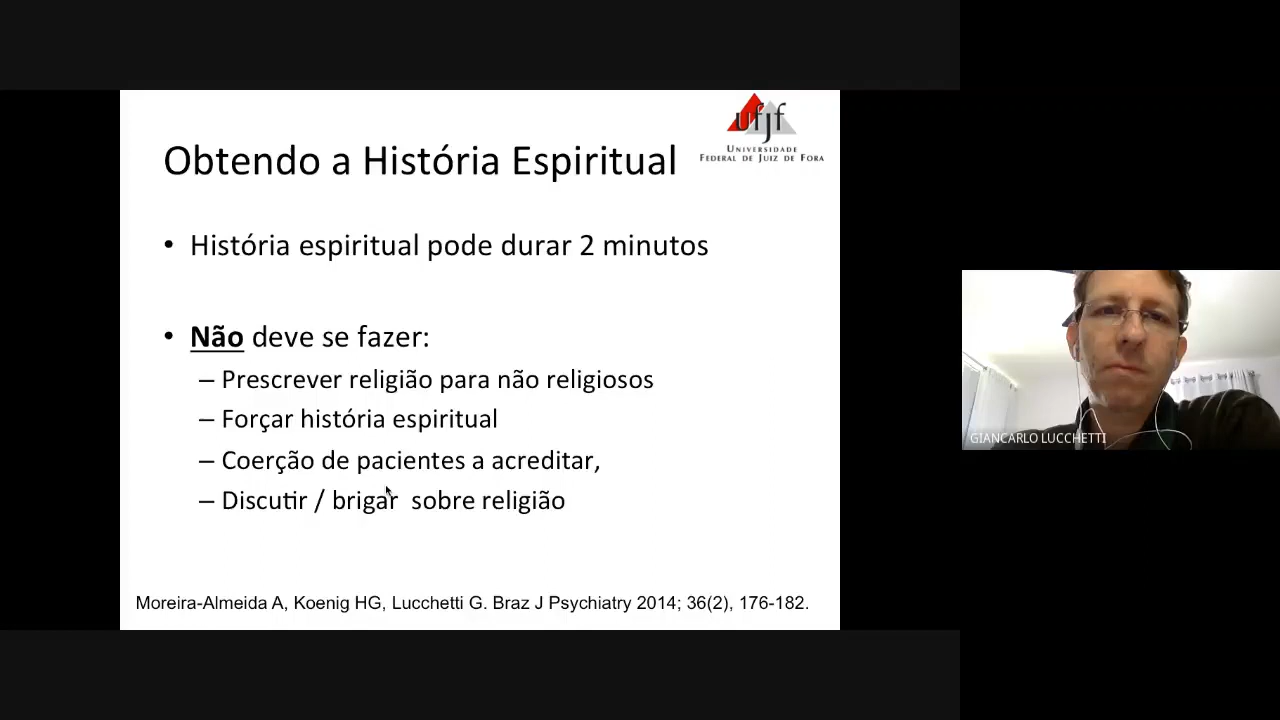 ufjf
UNIVERSIDADE
FEDERAL DE JUIZ DE FORA
Obtendo a História Espiritual
• História espiritual pode durar 2 minutos
• Não deve se fazer:
– Prescrever religião para não religiosos
– Forçar história espiritual
– Coerção de pacientes a acreditar,
– Discutir / brigar sobre religião
Moreira-Almeida A, Koenig HG, Lucchetti G. Braz J Psychiatry 2014; 36(2), 176-182.
GIANCARLO LUCCHETTI